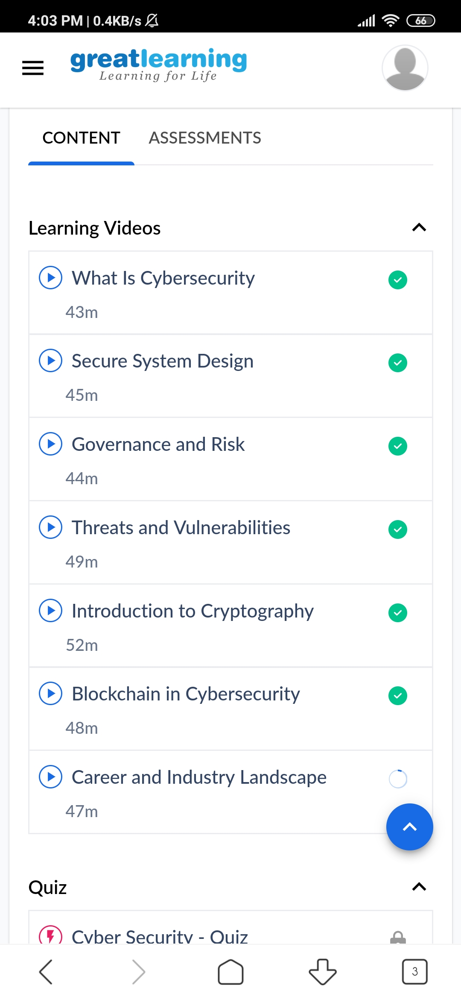 4:03 PM | 0.4KB/s
66
greatlearning
Learning for Life
CONTENT ASSESSMENTS
Learning Videos
What Is Cybersecurity
43m
Secure System Design
45m
Governance and Risk
44m
Threats and Vulnerabilities
49m
Introduction to Cryptography
52m
Blockchain in Cybersecurity
48m
Career and Industry Landscape
47m
Quiz
Cyber Security - Quiz
3